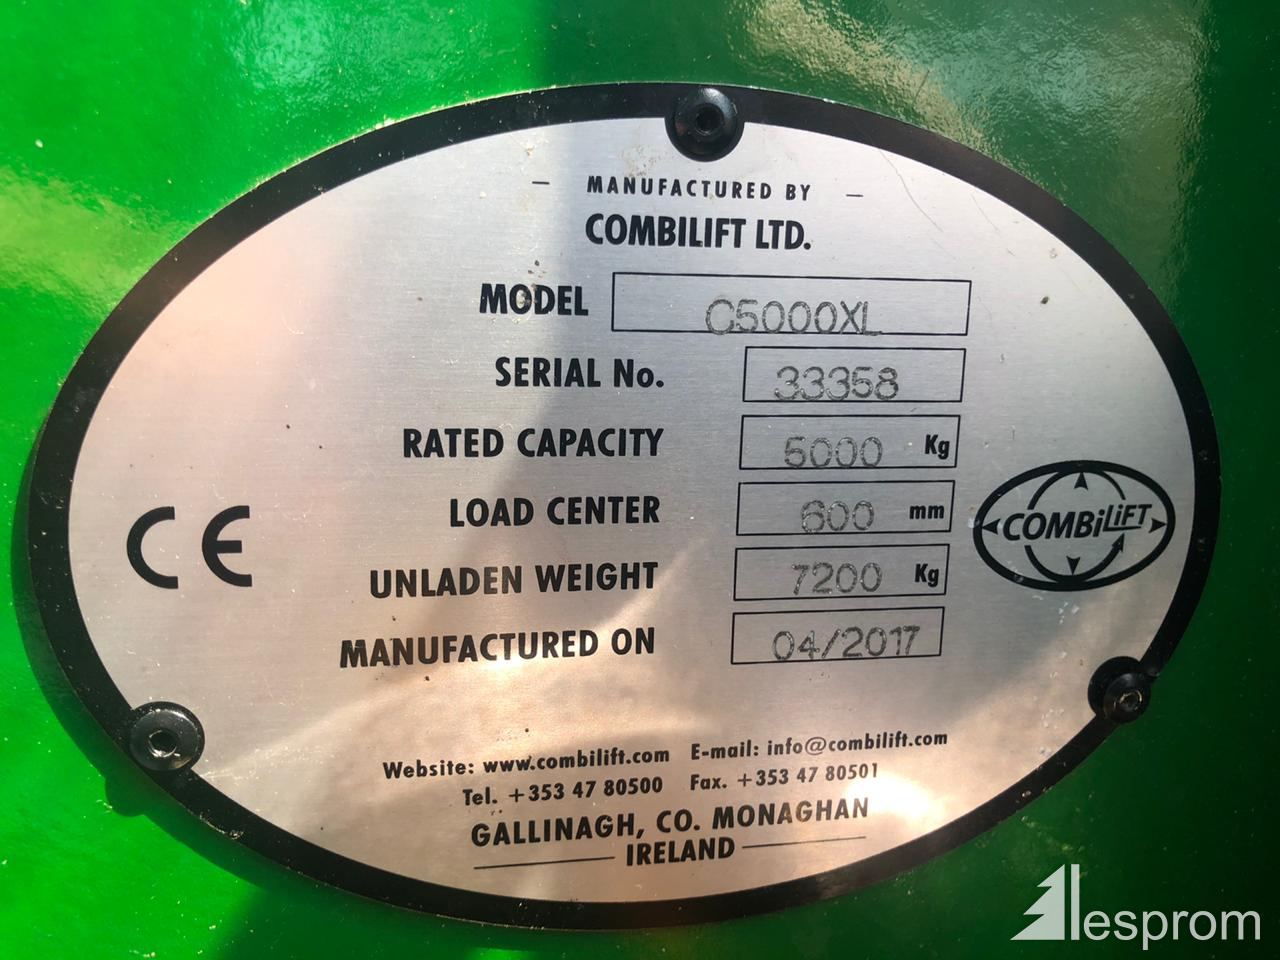 - MANUFACTURED BY -
COMBILIFT LTD.
MODEL C5000XL
SERIAL No. 33358
RATED CAPACITY 5000 Kg
LOAD CENTER 600 mm
UNLADEN WEIGHT 7200 Kg
MANUFACTURED ON 04/2017
CE
COMBiLiFT
Website: www.combilift.com E-mail: info@combilift.com
Tel. +353 47 80500 Fax. +353 47 80501
GALLINAGH, CO. MONAGHAN
IRELAND
lesprom